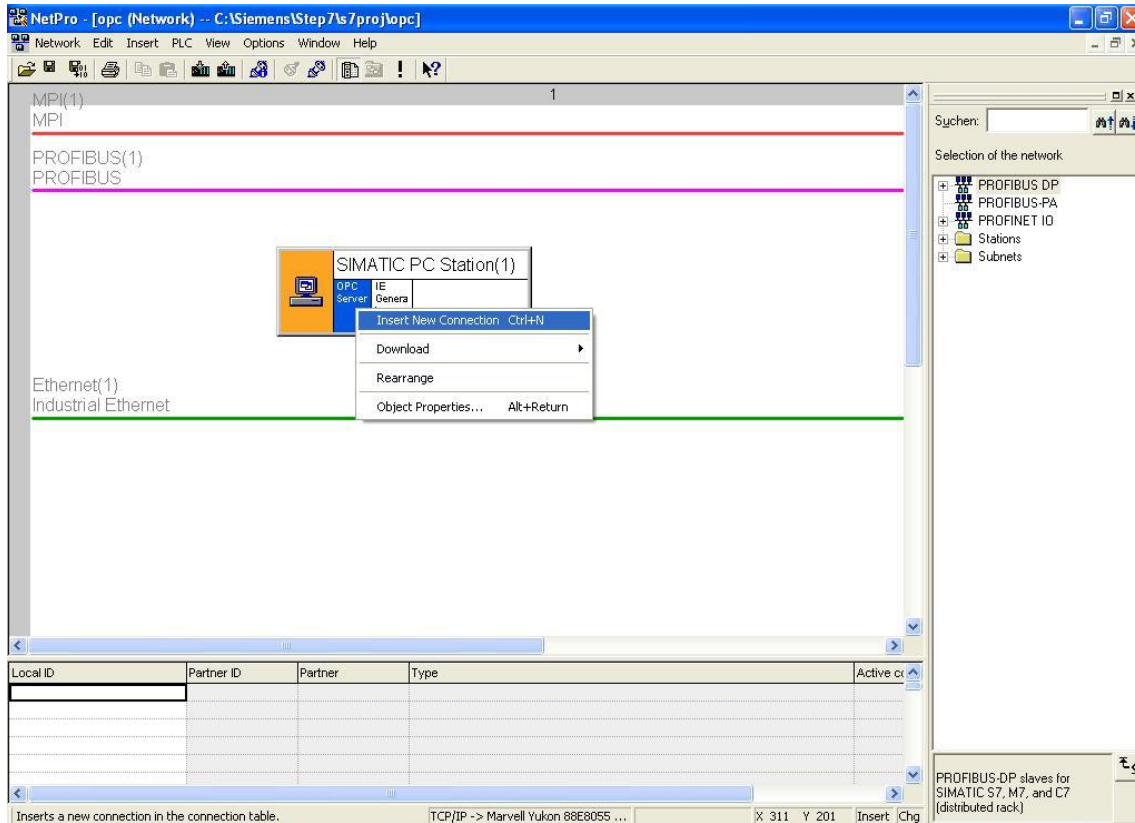 NetPro - [opc (Network) -- C:\Siemens\Step7\s7proj\opc]
Network Edit Insert PLC View Options Window Help
1
MPI(1)
MPI
PROFIBUS(1)
PROFIBUS
SIMATIC PC Station(1)
OPC Server
IE Genera
Insert New Connection Ctrl+N
Download
Rearrange
Object Properties... Alt+Return
Ethernet(1)
Industrial Ethernet
Suchen:
Selection of the network
PROFIBUS DP
PROFIBUS-PA
PROFINET IO
Stations
Subnets
Local ID Partner ID Partner Type Active co
PROFIBUS-DP slaves for
SIMATIC S7, M7, and C7
(distributed rack)
Inserts a new connection in the connection table. TCP/IP -> Marvell Yukon 88E8055 ... X 311 Y 201 Insert Chg